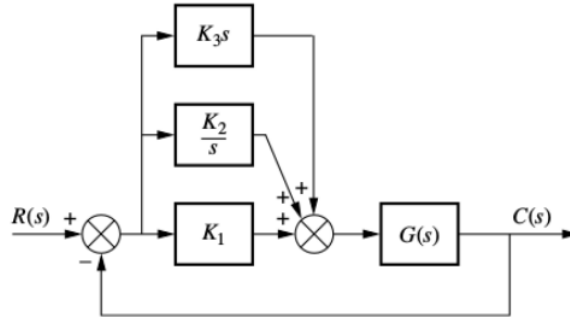 K₃s
K₂
s
+
+
R(s) +
+
K₁
G(s)
C(s)
−